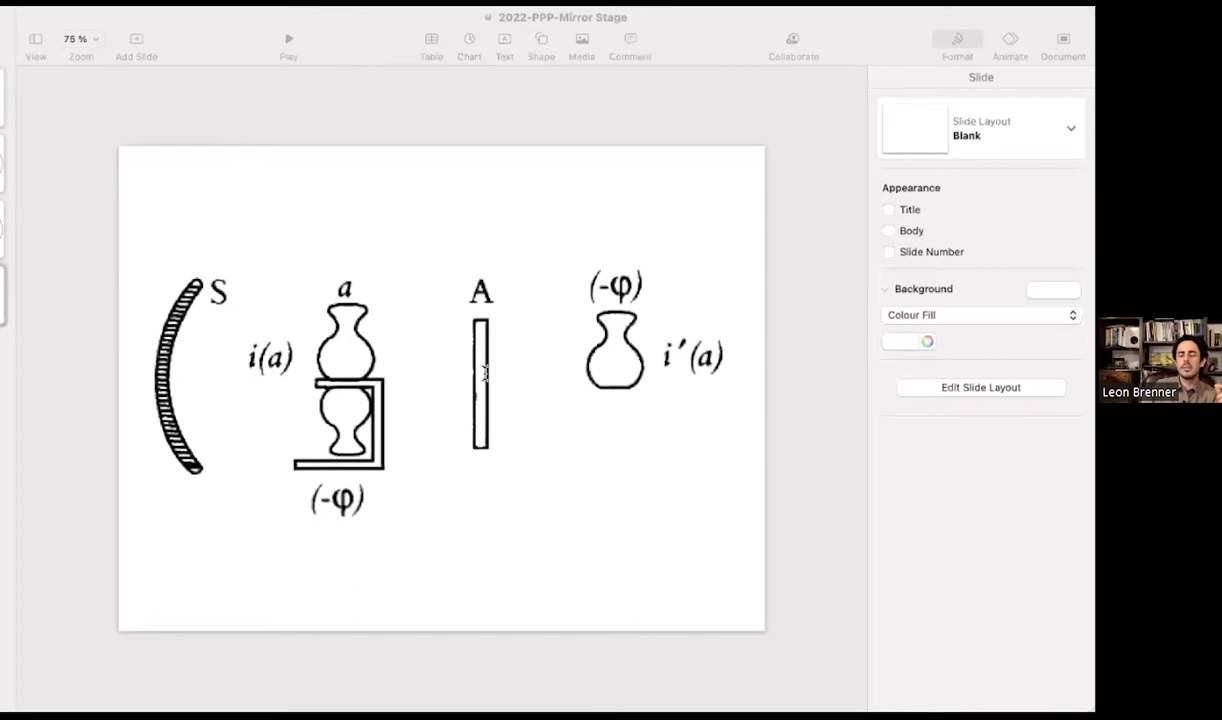 2022-PPP-Mirror Stage
75 %
View
Zoom
Add Slide
Play
Table
Chart
Text
Shape
Media
Comment
Collaborate
Format
Animate
Document
Slide
Slide Layout
Blank
Appearance
Title
Body
Slide Number
Background
Colour Fill
Edit Slide Layout
S
a
A
(-φ)
i(a)
i'(a)
(-φ)
Leon Brenner